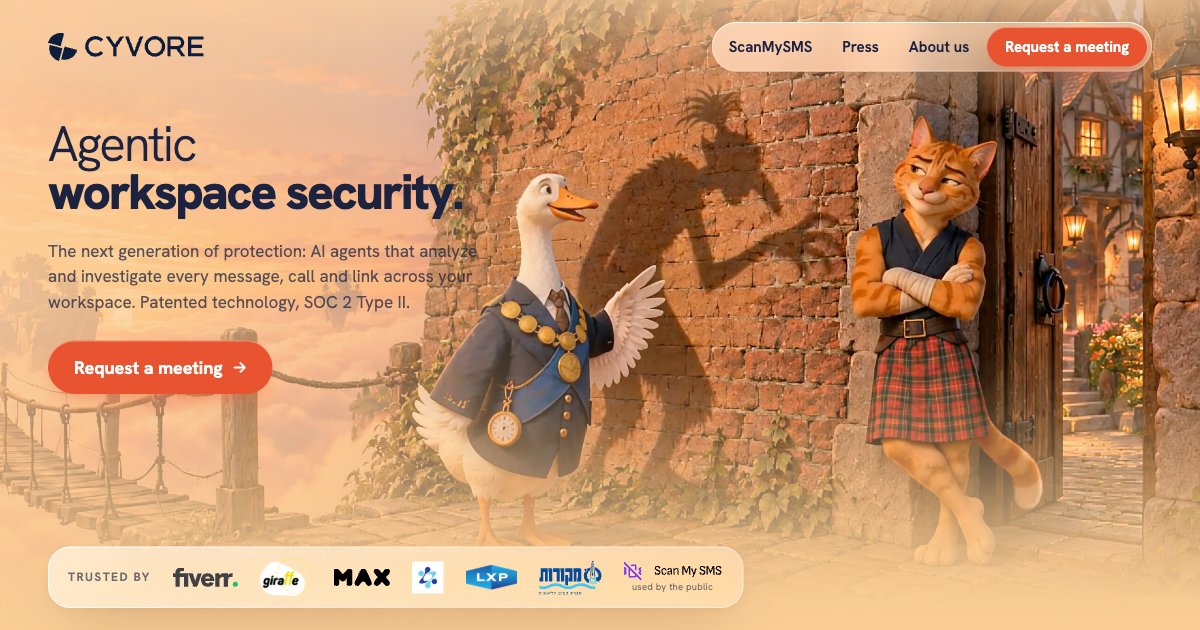 CYVORE
ScanMySMS
Press
About us
Request a meeting
Agentic
workspace security.
The next generation of protection: AI agents that analyze
and investigate every message, call and link across your
workspace. Patented technology, SOC 2 Type II.
Request a meeting →
TRUSTED BY
fiverr.
giraffe
MAX
LXP
מקורות
Scan My SMS
used by the public